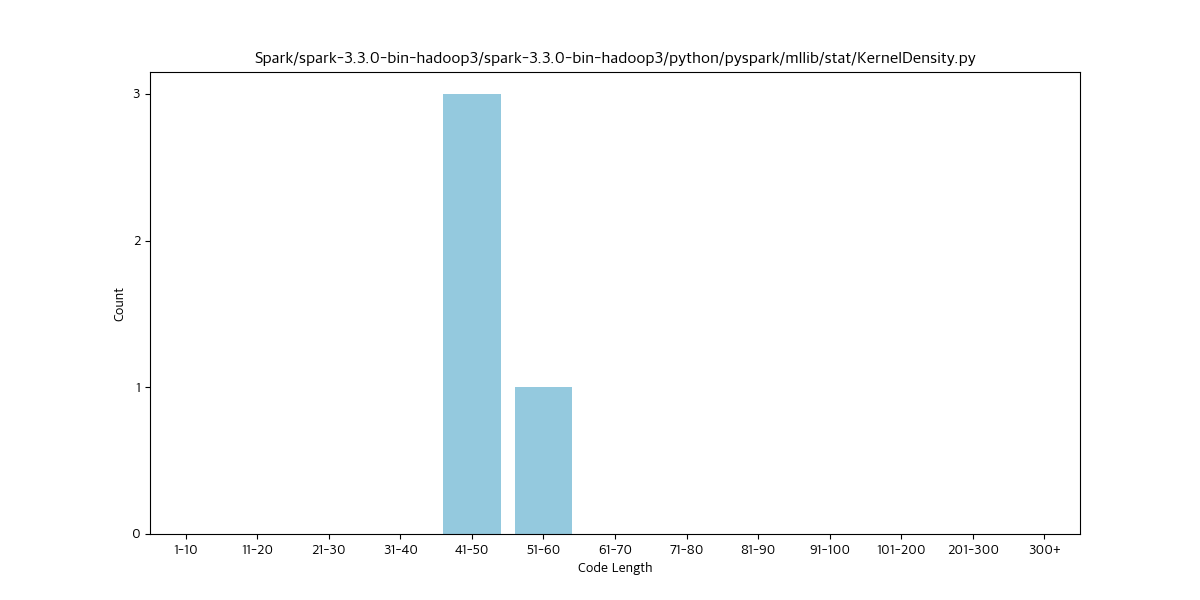 Spark/spark-3.3.0-bin-hadoop3/spark-3.3.0-bin-hadoop3/python/pyspark/mllib/stat/KernelDensity.py
3
2
1
0
Count
1-10 11-20 21-30 31-40 41-50 51-60 61-70 71-80 81-90 91-100 101-200 201-300 300+
Code Length